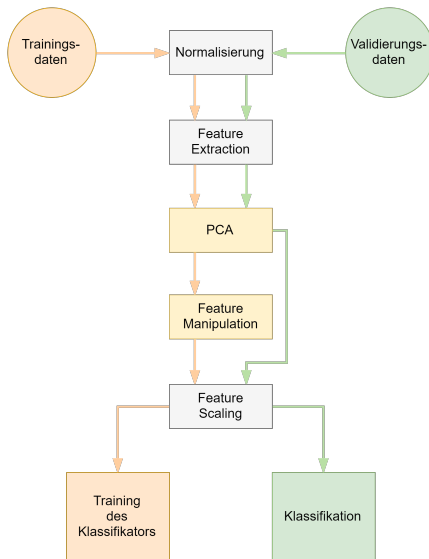 Trainings-
daten
Normalisierung
Validierungs-
daten
Feature
Extraction
PCA
Feature
Manipulation
Feature
Scaling
Training
des
Klassifikators
Klassifikation